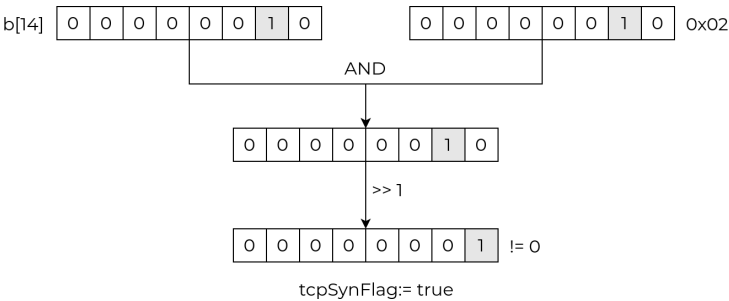 b[14] 0 0 0 0 0 0 1 0 0 0 0 0 0 0 1 0 0x02
AND
0 0 0 0 0 0 1 0
>> 1
0 0 0 0 0 0 0 1 != 0
tcpSynFlag:= true